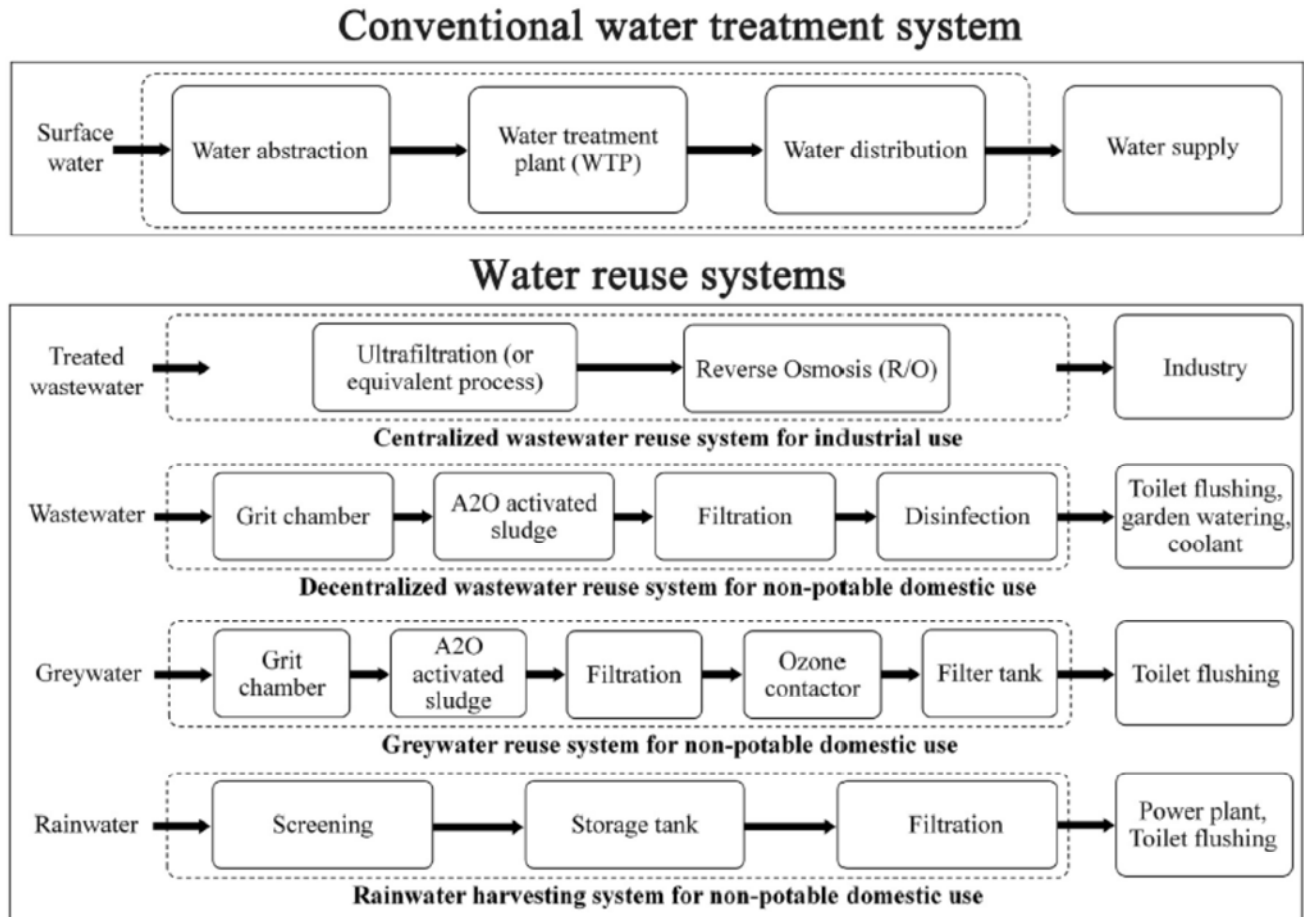 Conventional water treatment system
Surface
water
Water abstraction
Water treatment
plant (WTP)
Water distribution
Water supply
Water reuse systems
Treated
wastewater
Ultrafiltration (or
equivalent process)
Reverse Osmosis (R/O)
Industry
Centralized wastewater reuse system for industrial use
Wastewater
Grit chamber
A2O activated
sludge
Filtration
Disinfection
Toilet flushing,
garden watering,
coolant
Decentralized wastewater reuse system for non-potable domestic use
Greywater
Grit
chamber
A2O
activated
sludge
Filtration
Ozone
contactor
Filter tank
Toilet flushing
Greywater reuse system for non-potable domestic use
Rainwater
Screening
Storage tank
Filtration
Power plant,
Toilet flushing
Rainwater harvesting system for non-potable domestic use